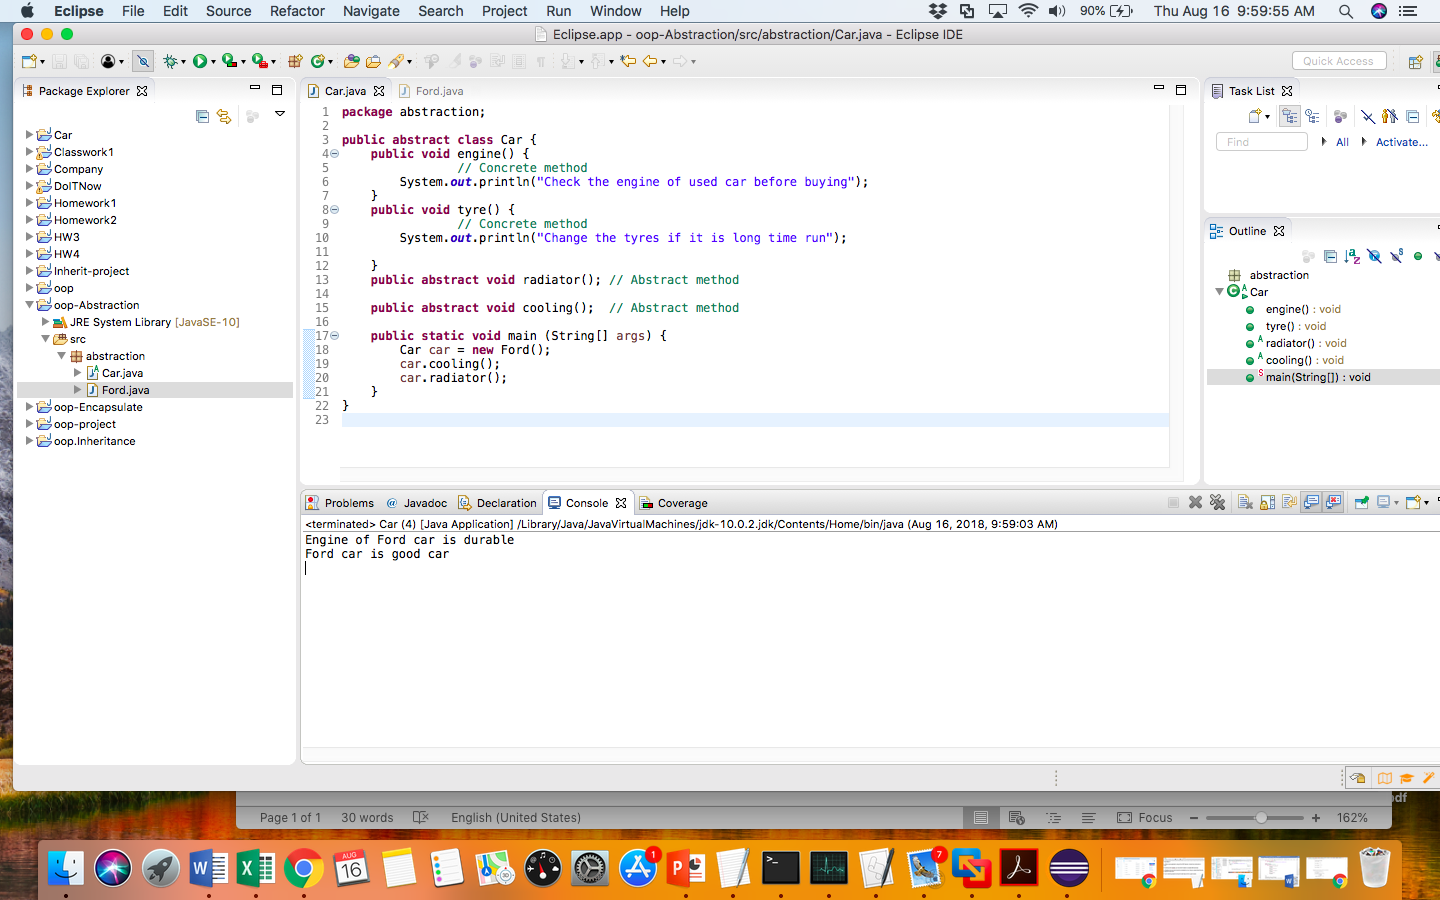 Eclipse File Edit Source Refactor Navigate Search Project Run Window Help 90% Thu Aug 16 9:59:55 AM
Eclipse.app - oop-Abstraction/src/abstraction/Car.java - Eclipse IDE
Quick Access
Package Explorer
Car
Classwork1
Company
DoITNow
Homework1
Homework2
HW3
HW4
Inherit-project
oop
oop-Abstraction
JRE System Library [JavaSE-10]
src
abstraction
Car.java
Ford.java
oop-Encapsulate
oop-project
oop.Inheritance
Car.java Ford.java
1 package abstraction;
2
3 public abstract class Car {
4 public void engine() {
5 // Concrete method
6 System.out.println("Check the engine of used car before buying");
7 }
8 public void tyre() {
9 // Concrete method
10 System.out.println("Change the tyres if it is long time run");
11
12 }
13 public abstract void radiator(); // Abstract method
14
15 public abstract void cooling(); // Abstract method
16
17 public static void main (String[] args) {
18 Car car = new Ford();
19 car.cooling();
20 car.radiator();
21 }
22 }
23
Task List
Find All Activate...
Outline
abstraction
Car
engine() : void
tyre() : void
radiator() : void
cooling() : void
main(String[]) : void
Problems Javadoc Declaration Console Coverage
<terminated> Car (4) [Java Application] /Library/Java/JavaVirtualMachines/jdk-10.0.2.jdk/Contents/Home/bin/java (Aug 16, 2018, 9:59:03 AM)
Engine of Ford car is durable
Ford car is good car
Page 1 of 1 30 words English (United States) Focus 162%
AUG
16
1
7